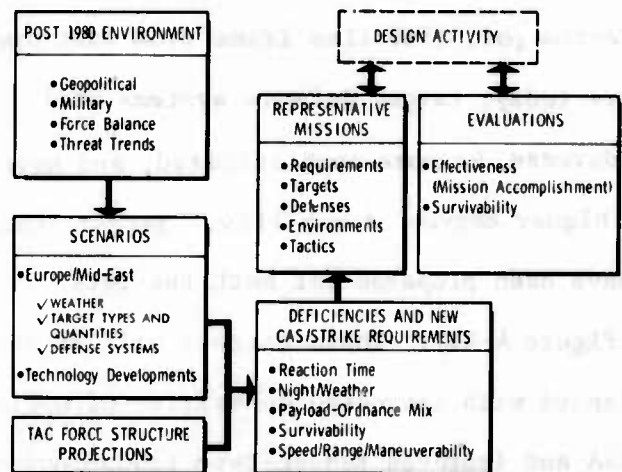 POST 1980 ENVIRONMENT
•Geopolitical
•Military
•Force Balance
•Threat Trends
SCENARIOS
•Europe/Mid-East
✓ WEATHER
✓ TARGET TYPES AND
QUANTITIES
✓ DEFENSE SYSTEMS
•Technology Developments
TAC FORCE STRUCTURE
PROJECTIONS
DESIGN ACTIVITY
REPRESENTATIVE
MISSIONS
•Requirements
•Targets
•Defenses
•Environments
•Tactics
EVALUATIONS
•Effectiveness
(Mission Accomplishment)
•Survivability
DEFICIENCIES AND NEW
CAS/STRIKE REQUIREMENTS
•Reaction Time
•Night/Weather
•Payload-Ordnance Mix
•Survivability
•Speed/Range/Maneuverability